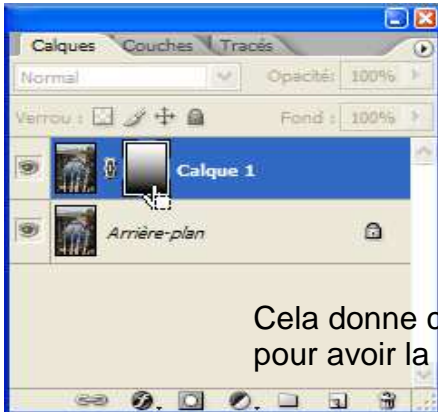 Calques Couches Tracés
Normal Opacité: 100%
Verrou : Fond : 100%
Calque 1
Arrière-plan
Cela donne
pour avoir la